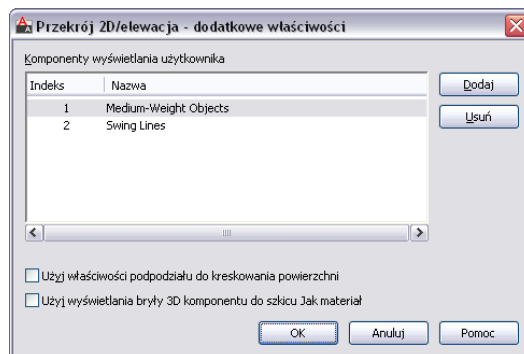 Przekrój 2D/elewacja - dodatkowe właściwości
Komponenty wyświetlania użytkownika
Indeks Nazwa
1 Medium-Weight Objects
2 Swing Lines
Dodaj
Usuń
Użyj właściwości podpodziału do kreskowania powierzchni
Użyj wyświetlania bryły 3D komponentu do szkicu Jak materiał
OK Anuluj Pomoc